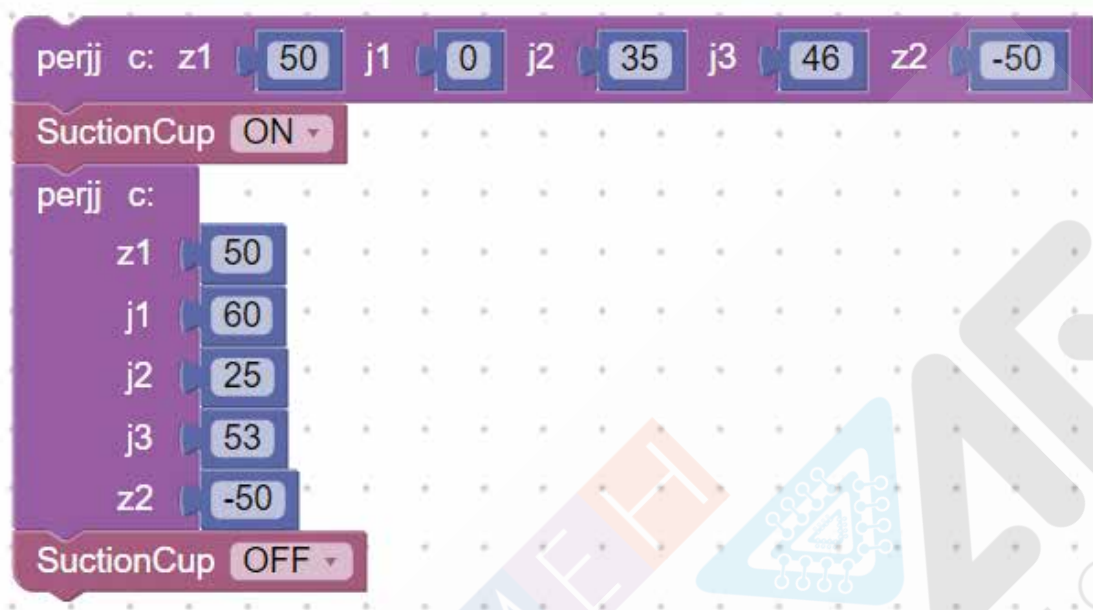 perjj c: z1 50 j1 0 j2 35 j3 46 z2 -50
SuctionCup ON
perjj c:
z1 50
j1 60
j2 25
j3 53
z2 -50
SuctionCup OFF